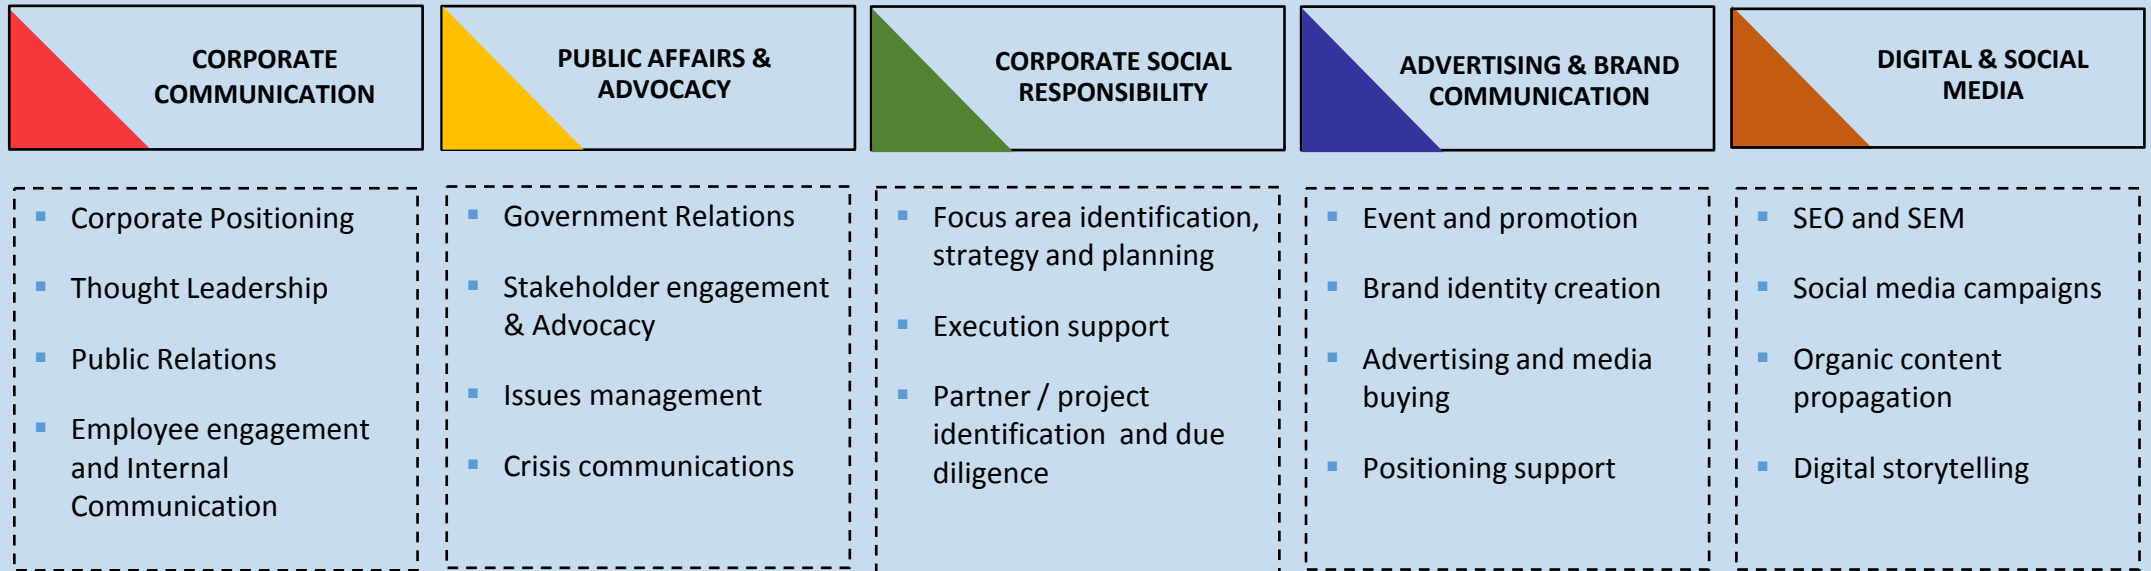 CORPORATE
COMMUNICATION
PUBLIC AFFAIRS &
ADVOCACY
CORPORATE SOCIAL
RESPONSIBILITY
ADVERTISING & BRAND
COMMUNICATION
DIGITAL & SOCIAL
MEDIA
▪ Corporate Positioning
▪ Thought Leadership
▪ Public Relations
▪ Employee engagement
and Internal
Communication
▪ Government Relations
▪ Stakeholder engagement
& Advocacy
▪ Issues management
▪ Crisis communications
▪ Focus area identification,
strategy and planning
▪ Execution support
▪ Partner / project
identification and due
diligence
▪ Event and promotion
▪ Brand identity creation
▪ Advertising and media
buying
▪ Positioning support
▪ SEO and SEM
▪ Social media campaigns
▪ Organic content
propagation
▪ Digital storytelling